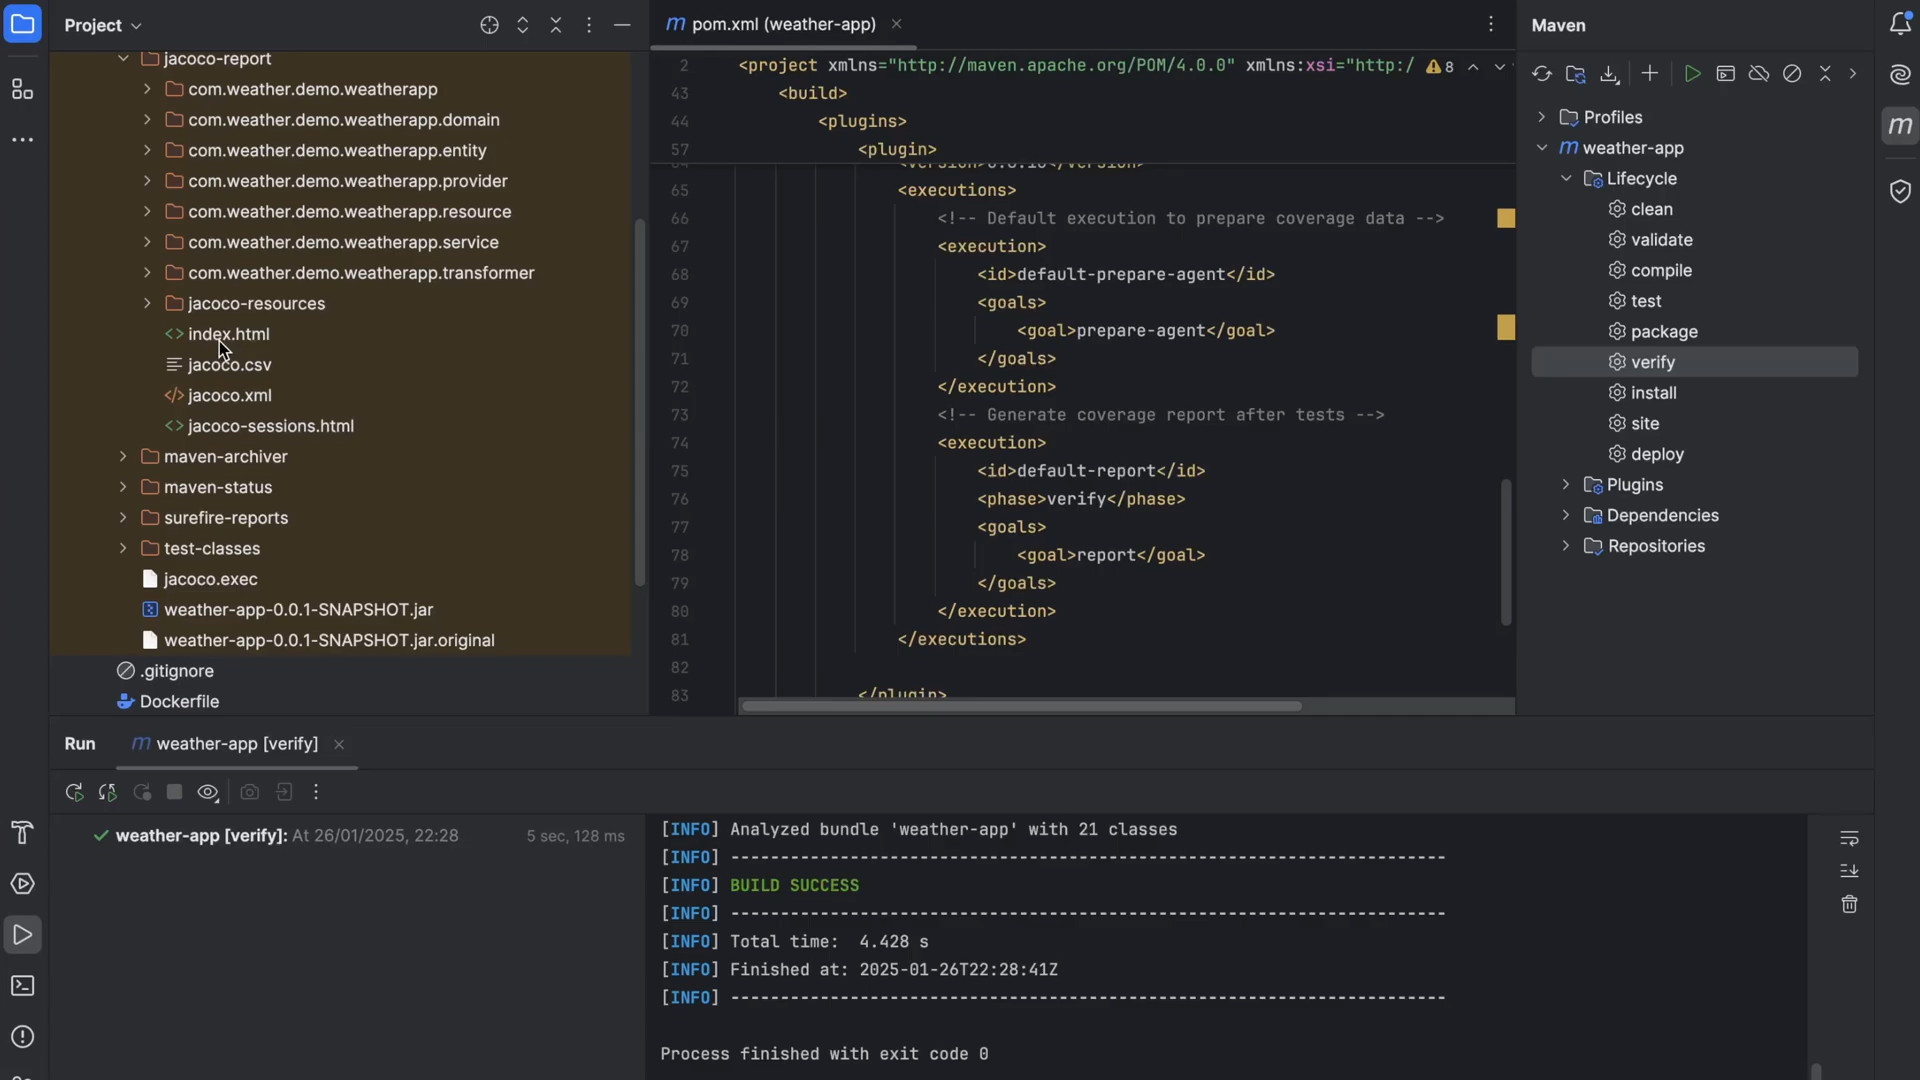 Project
jacoco-report
com.weather.demo.weatherapp
com.weather.demo.weatherapp.domain
com.weather.demo.weatherapp.entity
com.weather.demo.weatherapp.provider
com.weather.demo.weatherapp.resource
com.weather.demo.weatherapp.service
com.weather.demo.weatherapp.transformer
jacoco-resources
index.html
jacoco.csv
jacoco.xml
jacoco-sessions.html
maven-archiver
maven-status
surefire-reports
test-classes
jacoco.exec
weather-app-0.0.1-SNAPSHOT.jar
weather-app-0.0.1-SNAPSHOT.jar.original
.gitignore
Dockerfile
m pom.xml (weather-app)
2 <project xmlns="http://maven.apache.org/POM/4.0.0" xmlns:xsi="http:/ 8
43 <build>
44 <plugins>
57 <plugin>
65 <executions>
66 <!-- Default execution to prepare coverage data -->
67 <execution>
68 <id>default-prepare-agent</id>
69 <goals>
70 <goal>prepare-agent</goal>
71 </goals>
72 </execution>
73 <!-- Generate coverage report after tests -->
74 <execution>
75 <id>default-report</id>
76 <phase>verify</phase>
77 <goals>
78 <goal>report</goal>
79 </goals>
80 </execution>
81 </executions>
82
83 </plugin>
Maven
Profiles
m weather-app
Lifecycle
clean
validate
compile
test
package
verify
install
site
deploy
Plugins
Dependencies
Repositories
m
Run
m weather-app [verify]
weather-app [verify]: At 26/01/2025, 22:28 5 sec, 128 ms
[INFO] Analyzed bundle 'weather-app' with 21 classes
[INFO] ------------------------------------------------------------------------
[INFO] BUILD SUCCESS
[INFO] ------------------------------------------------------------------------
[INFO] Total time:  4.428 s
[INFO] Finished at: 2025-01-26T22:28:41Z
[INFO] ------------------------------------------------------------------------
Process finished with exit code 0